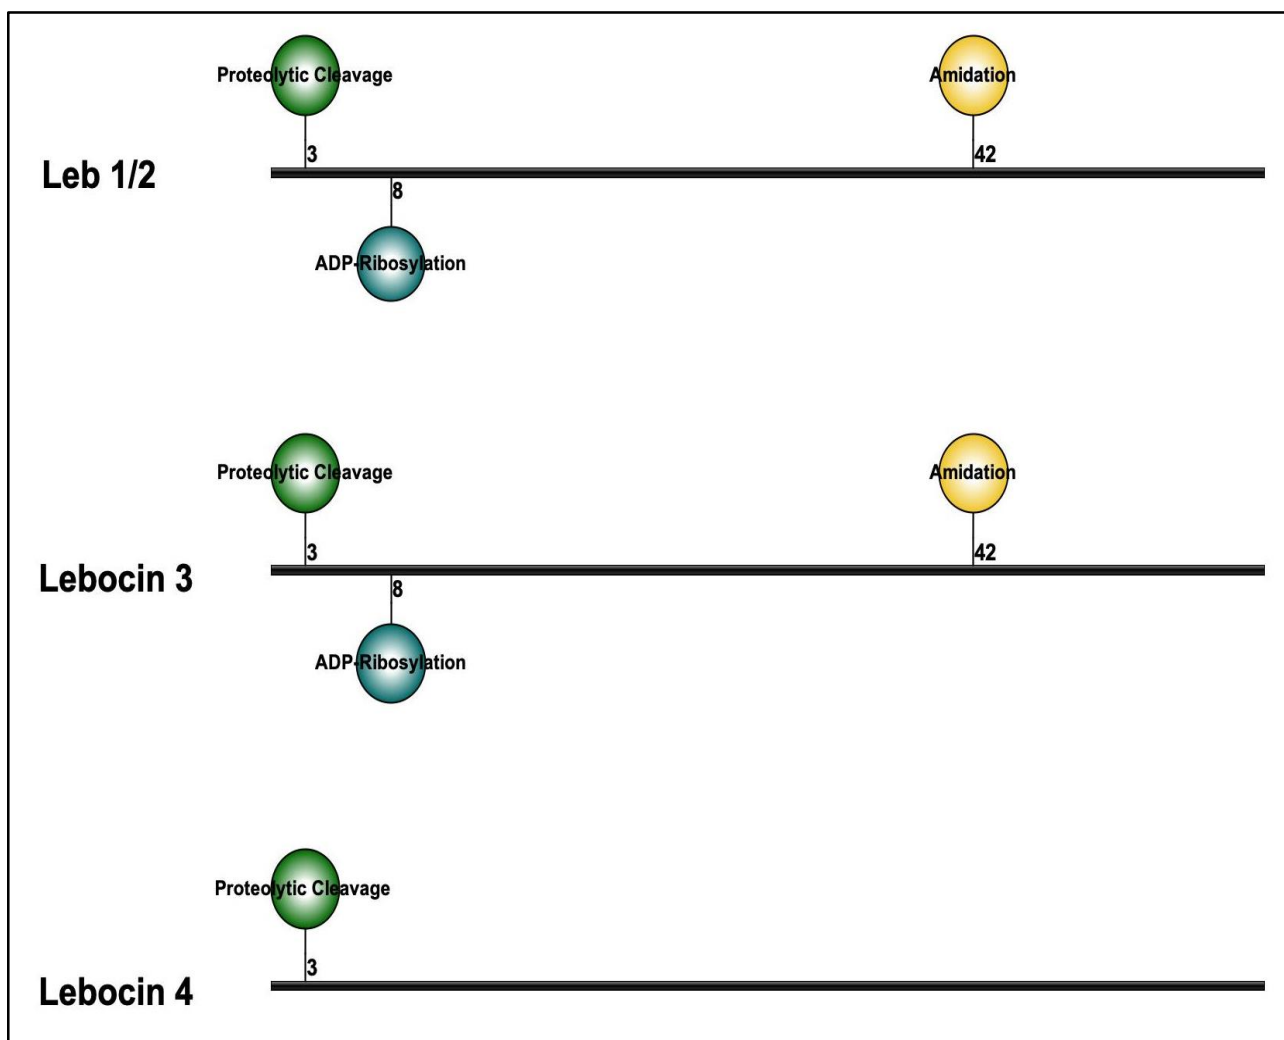 Proteolytic Cleavage
Amidation
3
42
Leb 1/2
8
ADP-Ribosylation
Proteolytic Cleavage
Amidation
3
42
Lebocin 3
8
ADP-Ribosylation
Proteolytic Cleavage
3
Lebocin 4